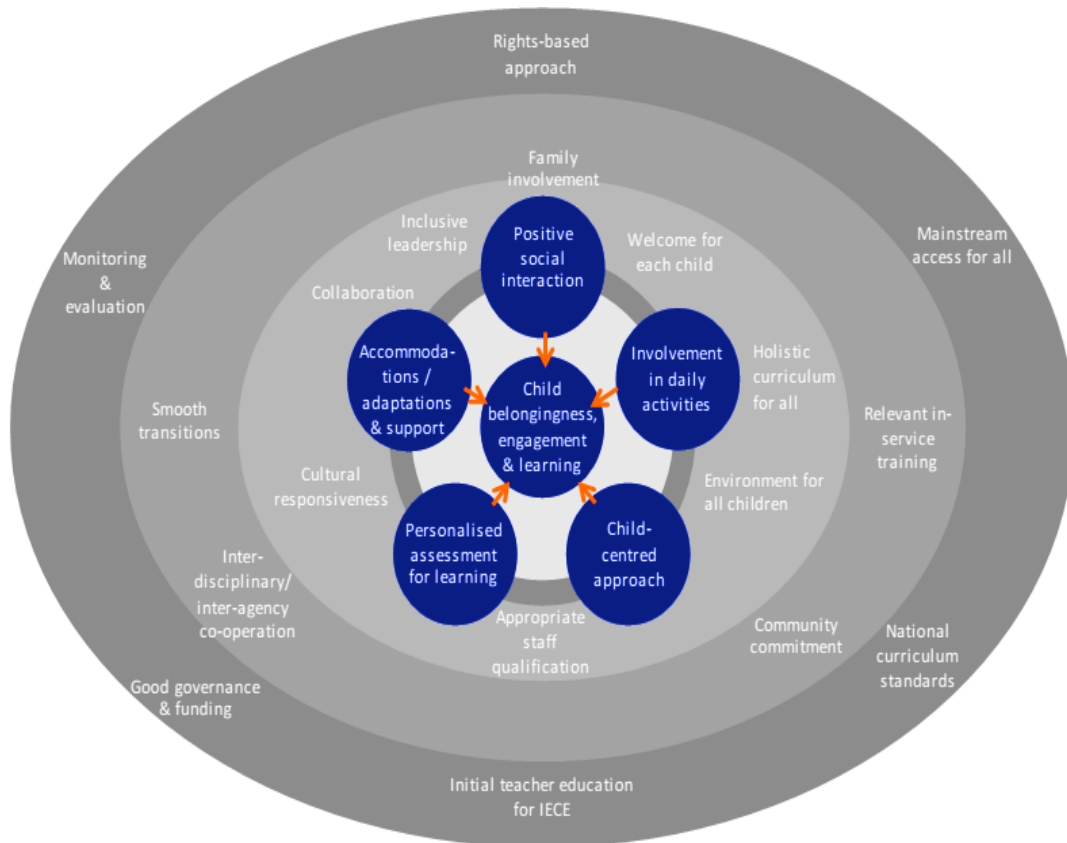 Rights-based
approach
Family
involvement
Inclusive
leadership
Positive
social
interaction
Welcome for
each child
Mainstream
access for all
Monitoring
&
evaluation
Collaboration
Accommoda-
tions /
adaptations
& support
Child
belongingness,
engagement
& learning
Involvement
in daily
activities
Holistic
curriculum
for all
Smooth
transitions
Relevant in-
service
training
Cultural
responsiveness
Environment for
all children
Personalised
assessment
for learning
Child-
centred
approach
Inter-
disciplinary/
inter-agency
co-operation
Appropriate
staff
qualification
Community
commitment
National
curriculum
standards
Good governance
& funding
Initial teacher education
for IECE